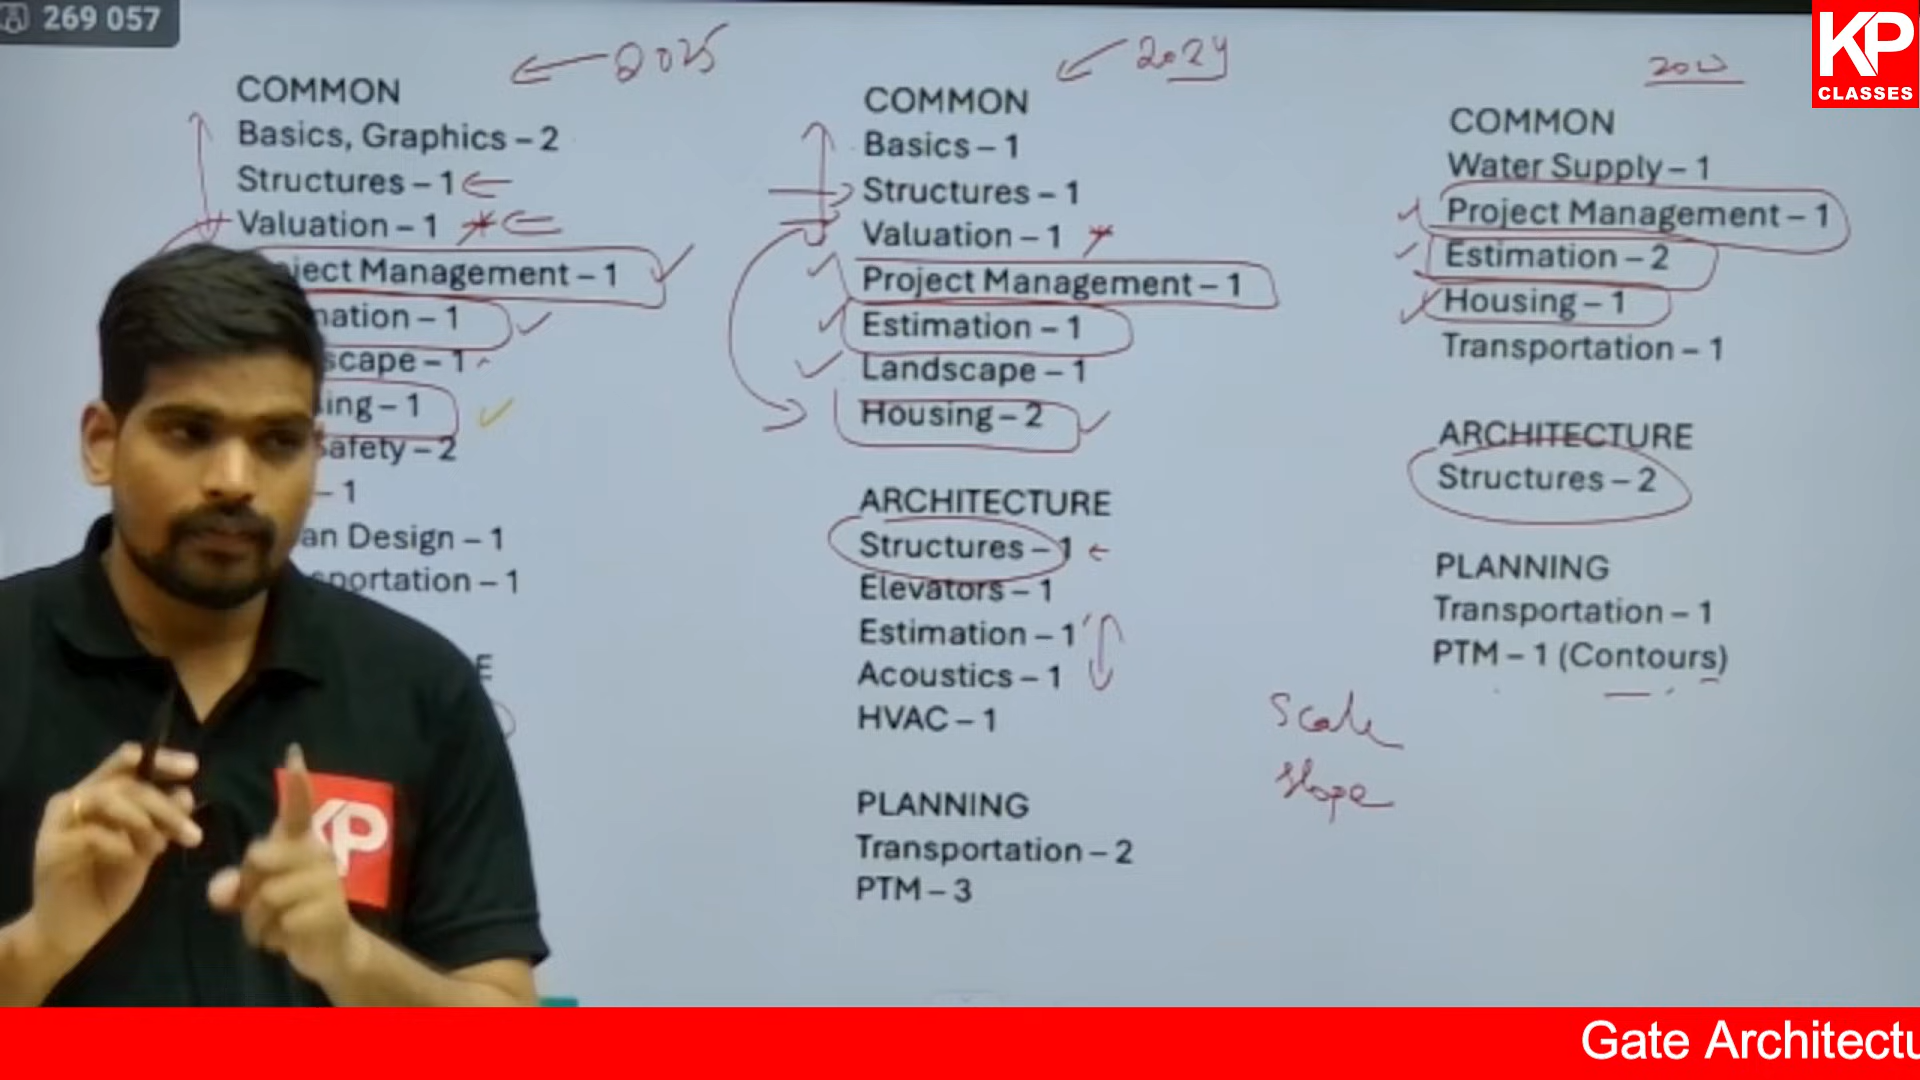 269 057
2025
COMMON
Basics, Graphics – 2
Structures – 1
Valuation – 1
ject Management – 1
nation – 1
scape – 1
ing – 1
Safety – 2
– 1
an Design – 1
sportation – 1
E
2024
COMMON
Basics – 1
Structures – 1
Valuation – 1
Project Management – 1
Estimation – 1
Landscape – 1
Housing – 2
ARCHITECTURE
Structures – 1
Elevators – 1
Estimation – 1
Acoustics – 1
HVAC – 1
PLANNING
Transportation – 2
PTM – 3
Scale
slope
COMMON
Water Supply – 1
Project Management – 1
Estimation – 2
Housing – 1
Transportation – 1
ARCHITECTURE
Structures – 2
PLANNING
Transportation – 1
PTM – 1 (Contours)
KP
CLASSES
KP
Gate Architectu